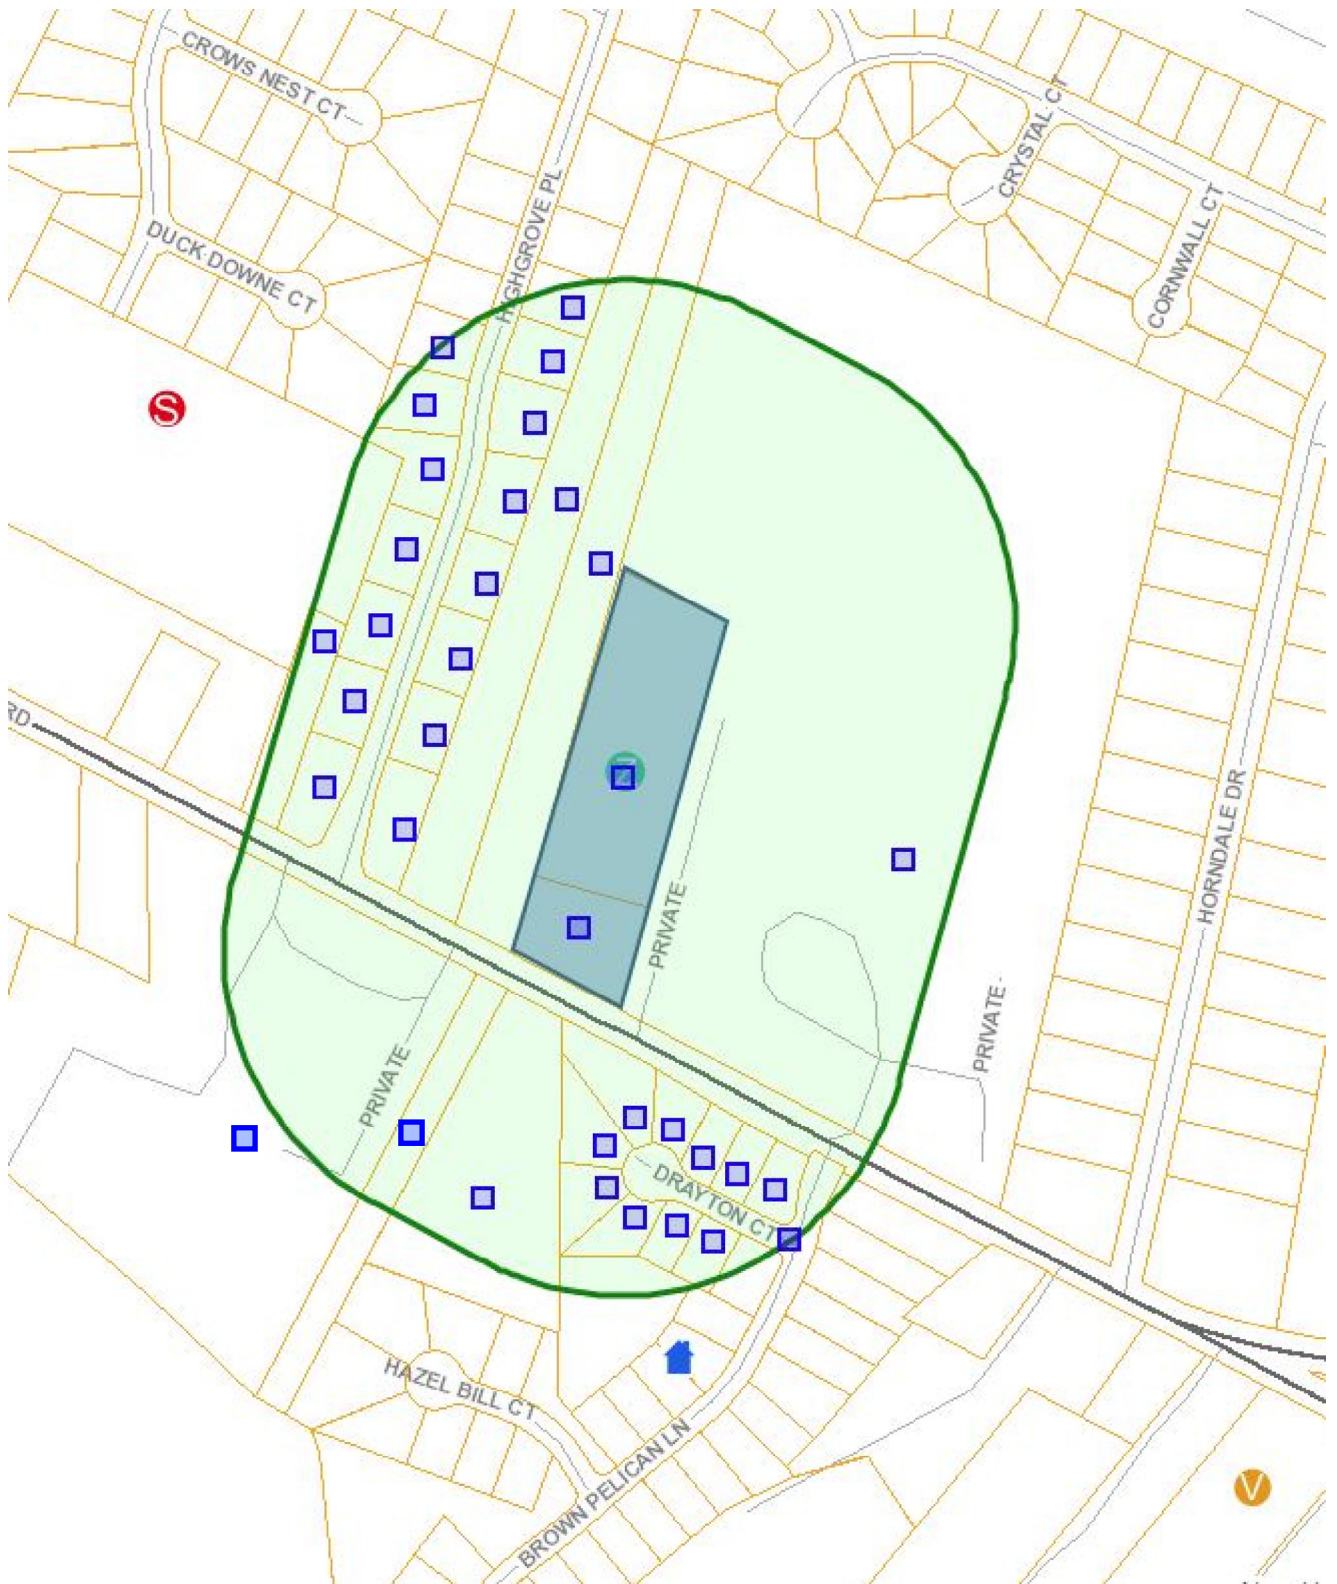 CROWS NEST CT
CRYSTAL CT
HIGHGROVE PL
CORNWALL CT
DUCK DOWNE CT
S
RD
Z
HORNDALE DR
PRIVATE
PRIVATE
PRIVATE
DRAYTON CT
HAZEL BILL CT
BROWN PELICAN LN
V